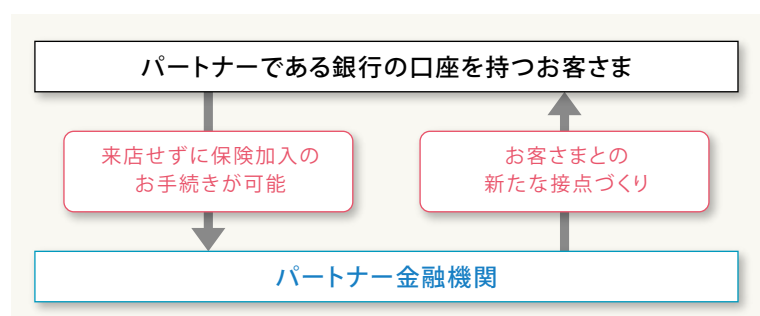 パートナーである銀行の口座を持つお客さま
来店せずに保険加入の
お手続きが可能
お客さまとの
新たな接点づくり
パートナー金融機関